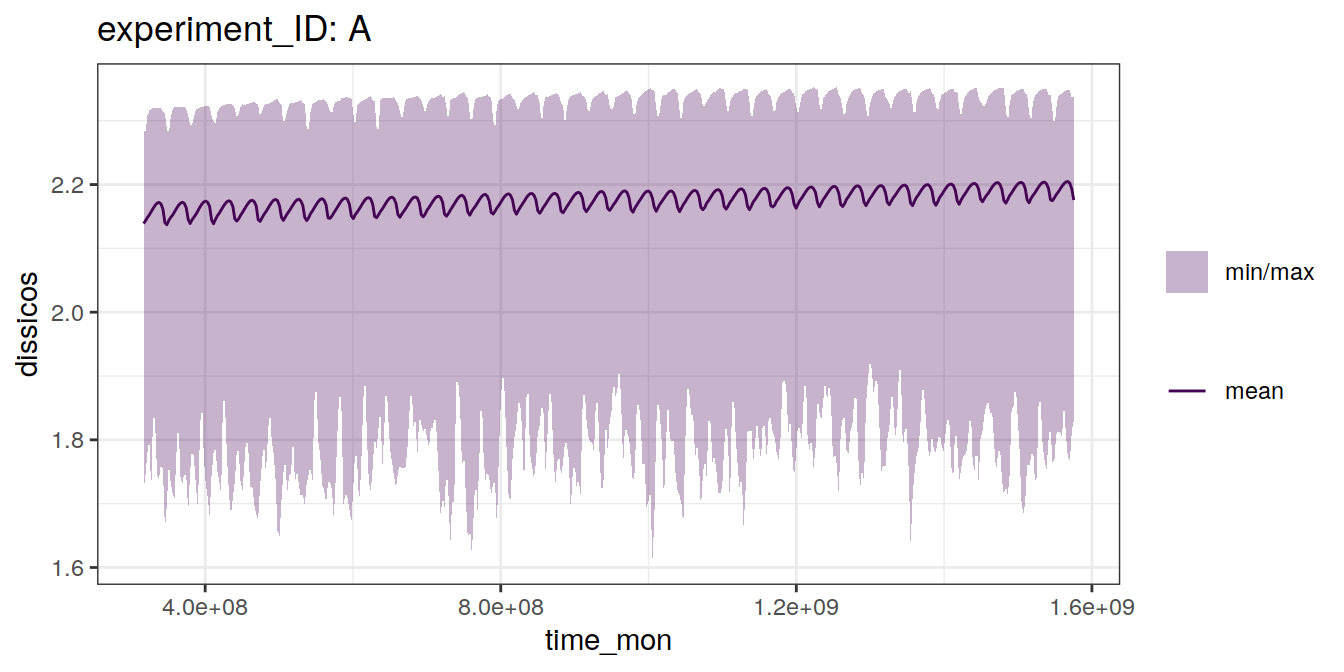 experiment_ID: A
dissicos
2.2
2.0
1.8
1.6
4.0e+08 8.0e+08 1.2e+09 1.6e+09
time_mon
min/max
mean